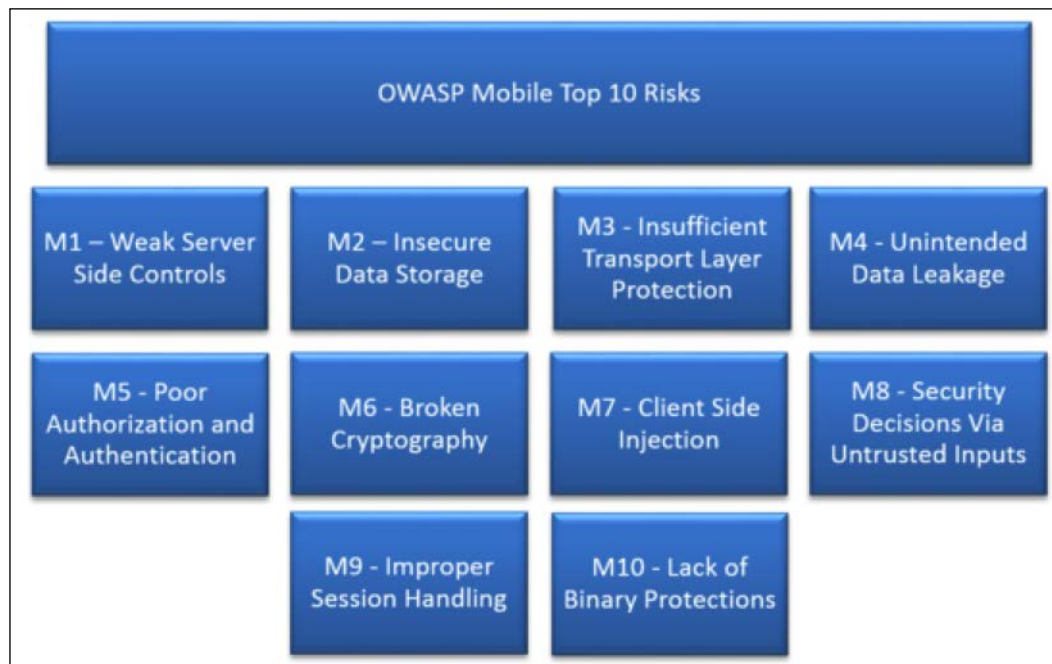 OWASP Mobile Top 10 Risks
M1 – Weak Server
Side Controls
M2 – Insecure
Data Storage
M3 - Insufficient
Transport Layer
Protection
M4 - Unintended
Data Leakage
M5 - Poor
Authorization and
Authentication
M6 - Broken
Cryptography
M7 - Client Side
Injection
M8 - Security
Decisions Via
Untrusted Inputs
M9 - Improper
Session Handling
M10 - Lack of
Binary Protections